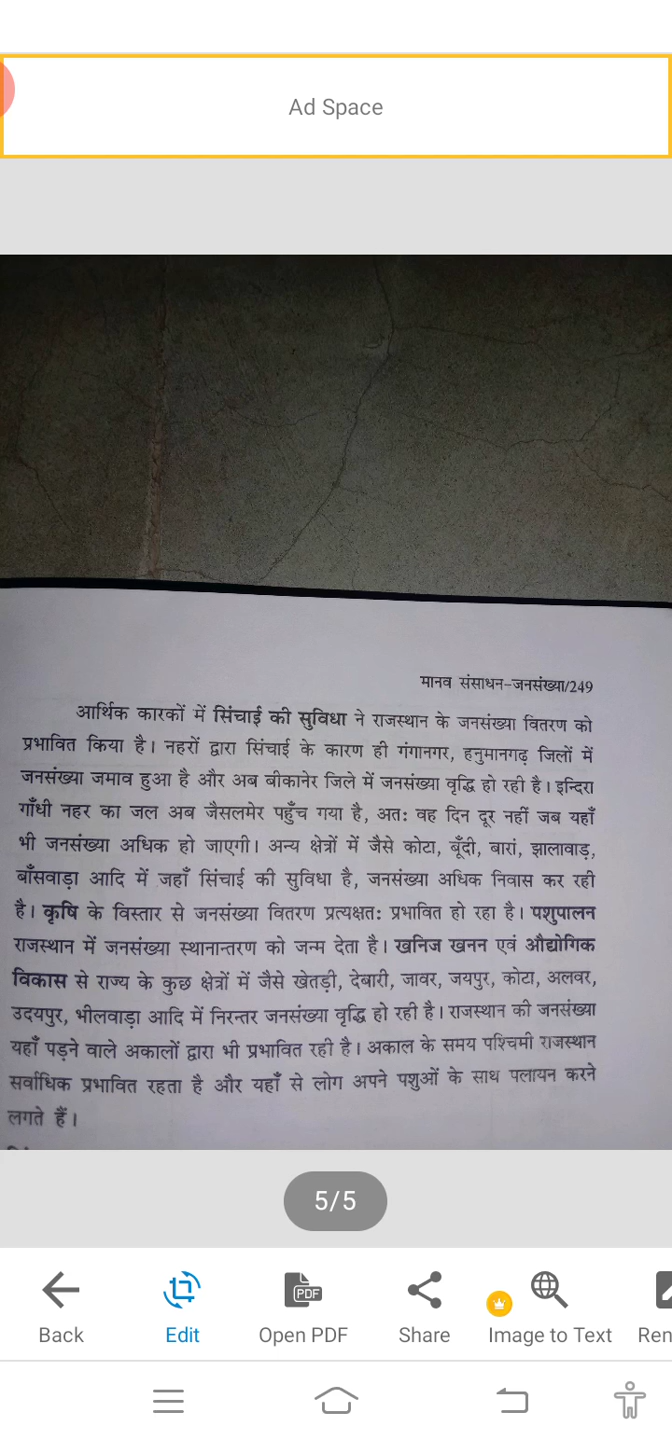 Ad Space
मानव संसाधन-जनसंख्या/249
आर्थिक कारकों में सिंचाई की सुविधा ने राजस्थान के जनसंख्या वितरण को
प्रभावित किया है। नहरों द्वारा सिंचाई के कारण ही गंगानगर, हनुमानगढ़ जिलों में
जनसंख्या जमाव हुआ है और अब बीकानेर जिले में जनसंख्या वृद्धि हो रही है। इन्दिरा
गाँधी नहर का जल अब जैसलमेर पहुँच गया है, अतः वह दिन दूर नहीं जब यहाँ
भी जनसंख्या अधिक हो जाएगी। अन्य क्षेत्रों में जैसे कोटा, बूँदी, बारां, झालावाड़,
बाँसवाड़ा आदि में जहाँ सिंचाई की सुविधा है, जनसंख्या अधिक निवास कर रही
है। कृषि के विस्तार से जनसंख्या वितरण प्रत्यक्षतः प्रभावित हो रहा है। पशुपालन
राजस्थान में जनसंख्या स्थानान्तरण को जन्म देता है। खनिज खनन एवं औद्योगिक
विकास से राज्य के कुछ क्षेत्रों में जैसे खेतड़ी, देबारी, जावर, जयपुर, कोटा, अलवर,
उदयपुर, भीलवाड़ा आदि में निरन्तर जनसंख्या वृद्धि हो रही है। राजस्थान की जनसंख्या
यहाँ पड़ने वाले अकालों द्वारा भी प्रभावित रही है। अकाल के समय पश्चिमी राजस्थान
सर्वाधिक प्रभावित रहता है और यहाँ से लोग अपने पशुओं के साथ पलायन करने
लगते हैं।
5/5
PDF
Back Edit Open PDF Share Image to Text Ren